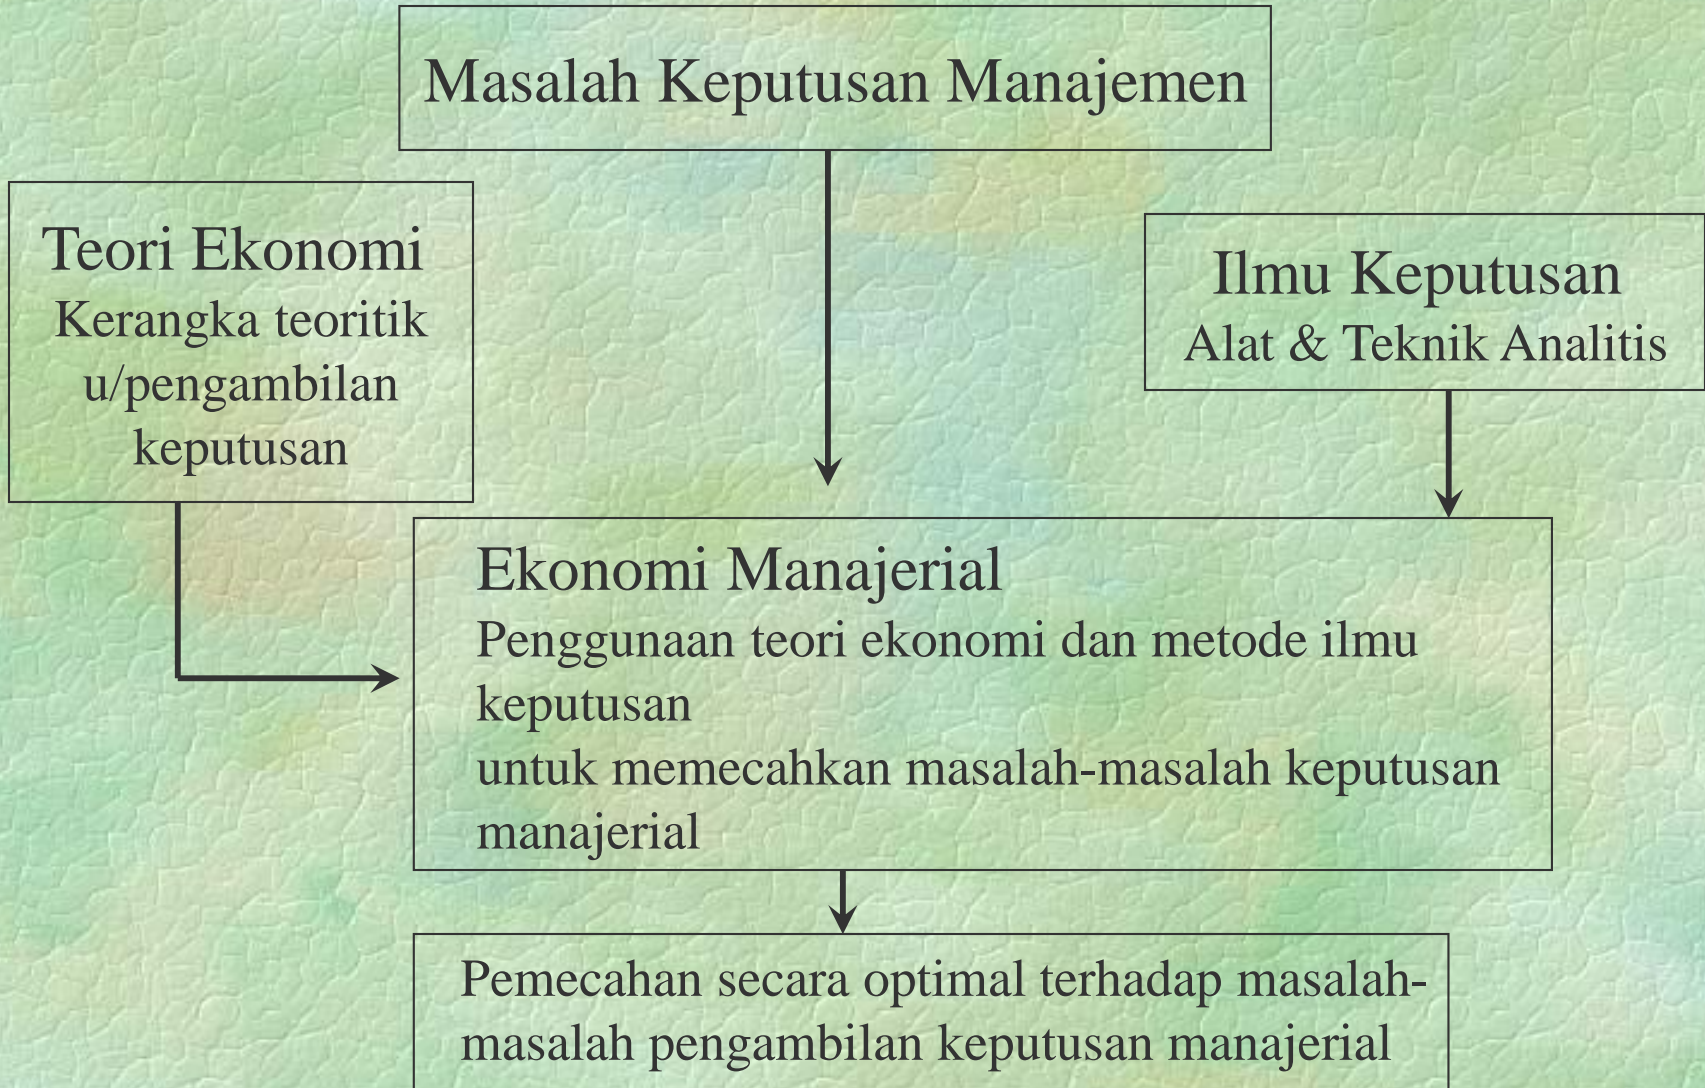 Masalah Keputusan Manajemen
Teori Ekonomi
Kerangka teoritik
u/pengambilan
keputusan
Ilmu Keputusan
Alat & Teknik Analitis
Ekonomi Manajerial
Penggunaan teori ekonomi dan metode ilmu
keputusan
untuk memecahkan masalah-masalah keputusan
manajerial
Pemecahan secara optimal terhadap masalah-
masalah pengambilan keputusan manajerial